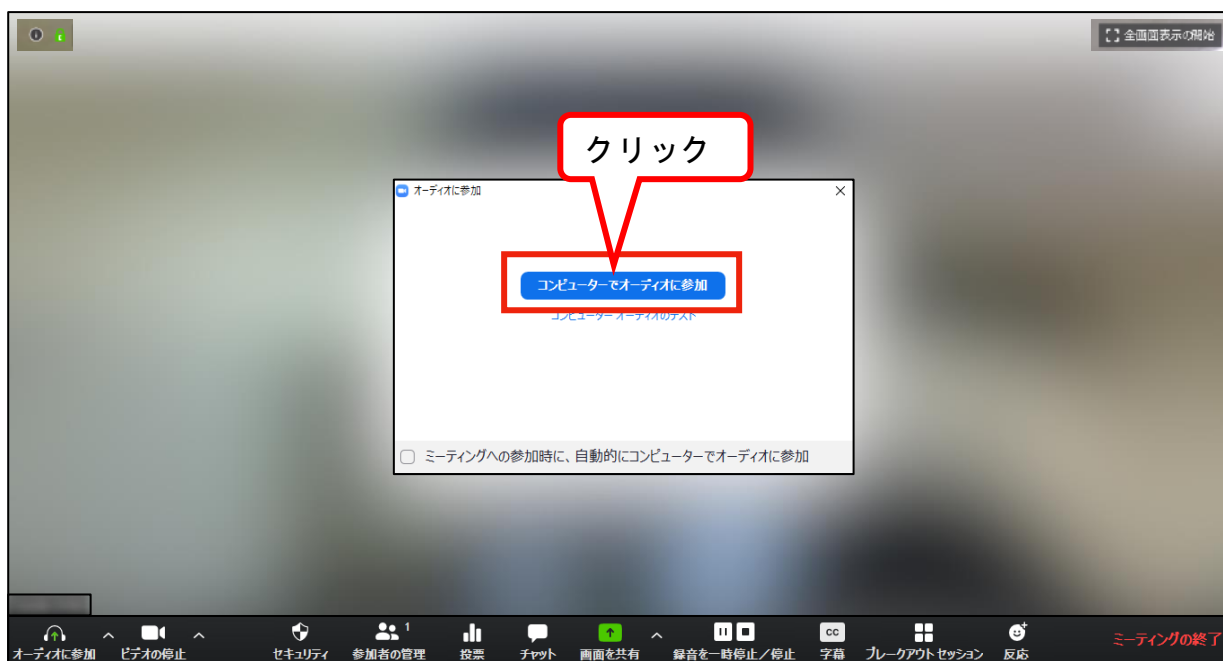 全画面表示の開始
クリック
オーディオに参加
コンピューターでオーディオに参加
コンピューター オーディオのテスト
ミーティングへの参加時に、自動的にコンピューターでオーディオに参加
1
CC
オーディオに参加 ビデオの停止 セキュリティ 参加者の管理 投票 チャット 画面を共有 録音を一時停止／停止 字幕 ブレークアウト セッション 反応 ミーティングの終了